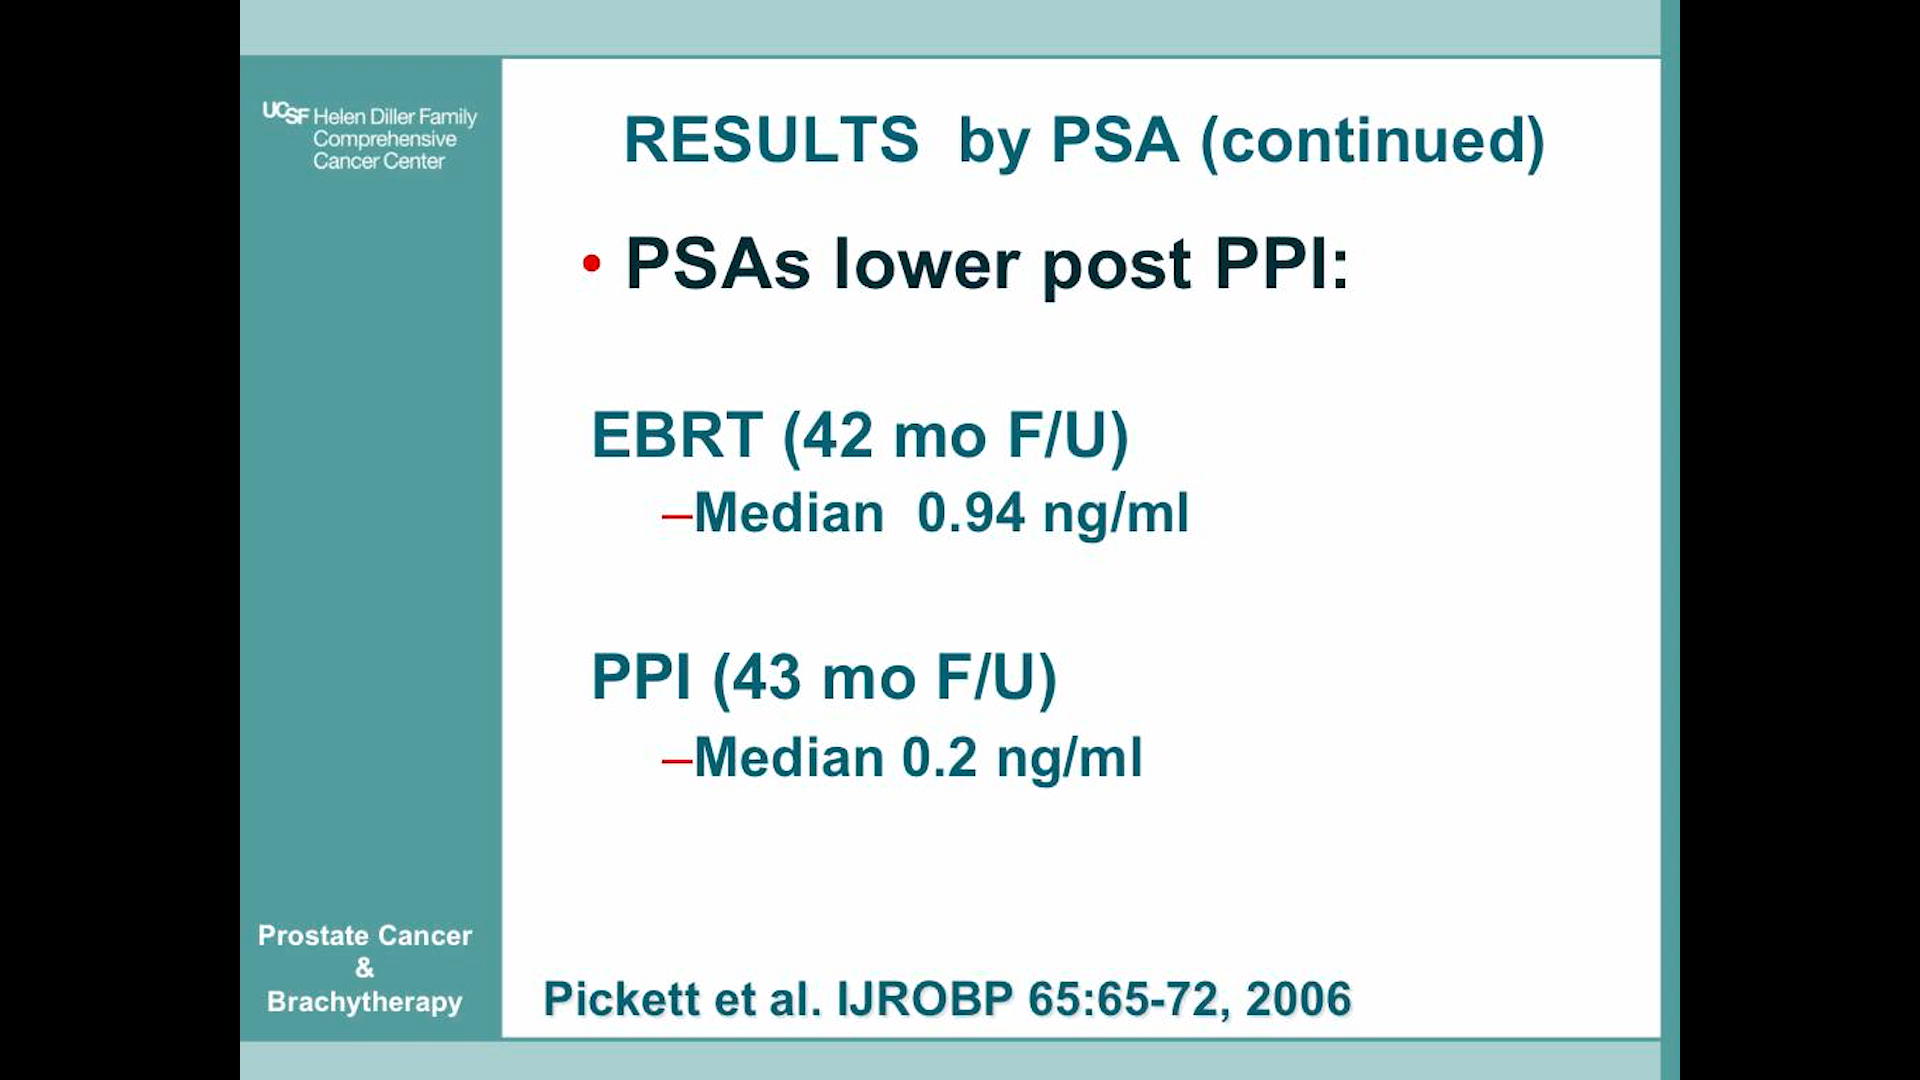 UCSF Helen Diller Family
Comprehensive
Cancer Center
RESULTS by PSA (continued)
• PSAs lower post PPI:
EBRT (42 mo F/U)
–Median 0.94 ng/ml
PPI (43 mo F/U)
–Median 0.2 ng/ml
Prostate Cancer
&
Brachytherapy
Pickett et al. IJROBP 65:65-72, 2006